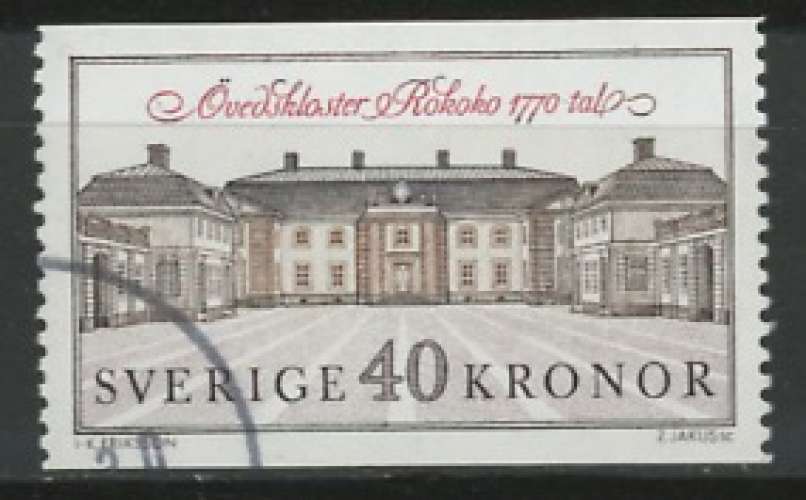 Övedskloster Rokoko 1770-tal
SVERIGE 40 KRONOR
Z. JAKUS sc